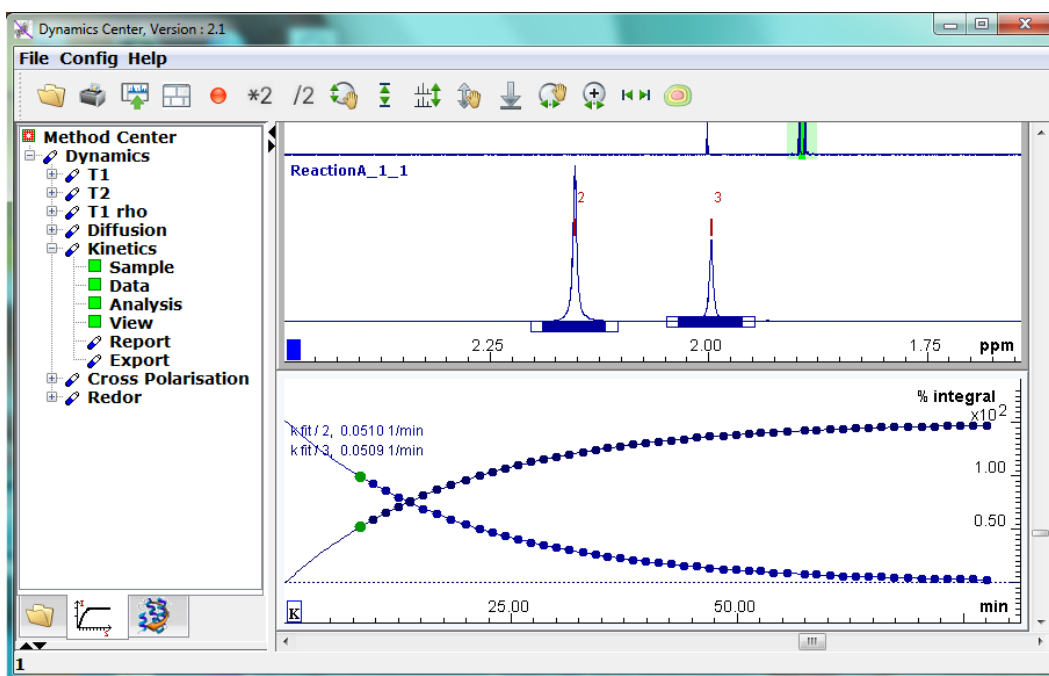 Dynamics Center, Version : 2.1
File Config Help
*2 /2
Method Center
Dynamics
T1
T2
T1 rho
Diffusion
Kinetics
Sample
Data
Analysis
View
Report
Export
Cross Polarisation
Redor
ReactionA_1_1
2
3
2.25 2.00 1.75 ppm
% integral
x10²
k fit / 2, 0.0510 1/min
k fit / 3, 0.0509 1/min
1.00
0.50
K 25.00 50.00 min
1